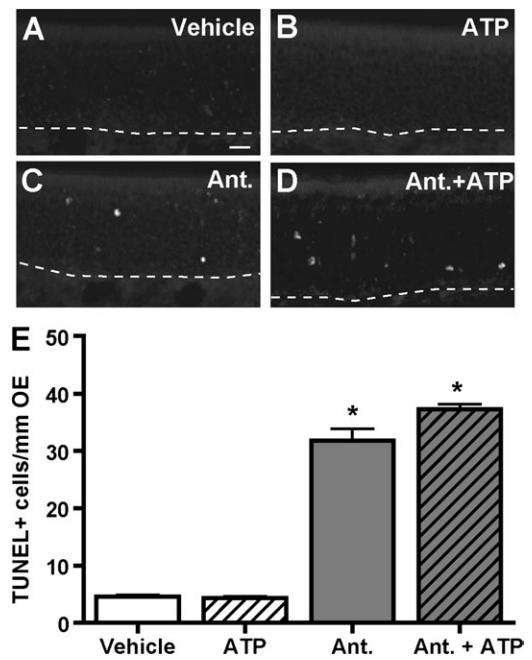 A Vehicle
B ATP
C Ant.
D Ant.+ATP
E
TUNEL+ cells/mm OE
50
40
30
20
10
0
*
*
Vehicle ATP Ant. Ant. + ATP